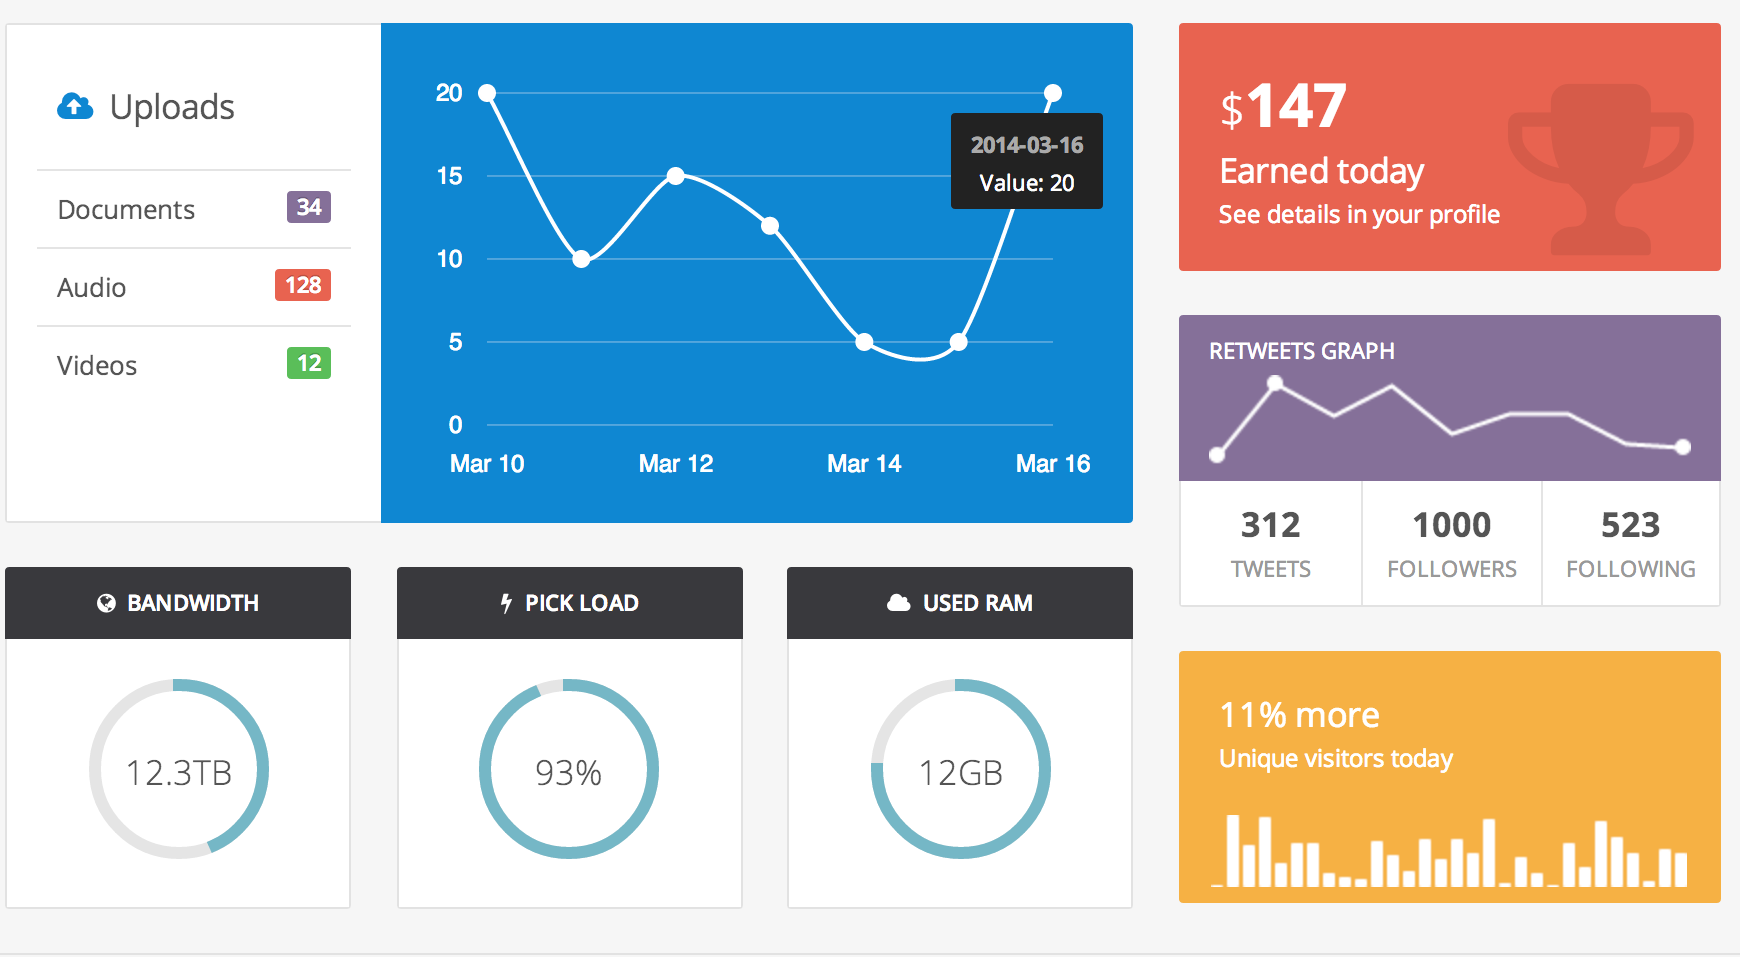 Uploads
Documents 34
Audio 128
Videos 12
20
15
10
5
0
Mar 10 Mar 12 Mar 14 Mar 16
2014-03-16
Value: 20
$147
Earned today
See details in your profile
RETWEETS GRAPH
312 1000 523
TWEETS FOLLOWERS FOLLOWING
BANDWIDTH
12.3TB
PICK LOAD
93%
USED RAM
12GB
11% more
Unique visitors today